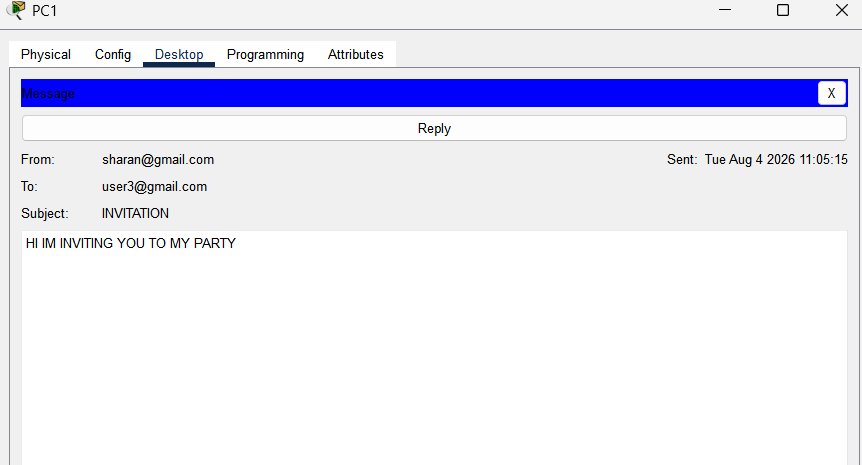 PC1
Physical Config Desktop Programming Attributes
Message X
Reply
From: sharan@gmail.com Sent: Tue Aug 4 2026 11:05:15
To: user3@gmail.com
Subject: INVITATION
HI IM INVITING YOU TO MY PARTY